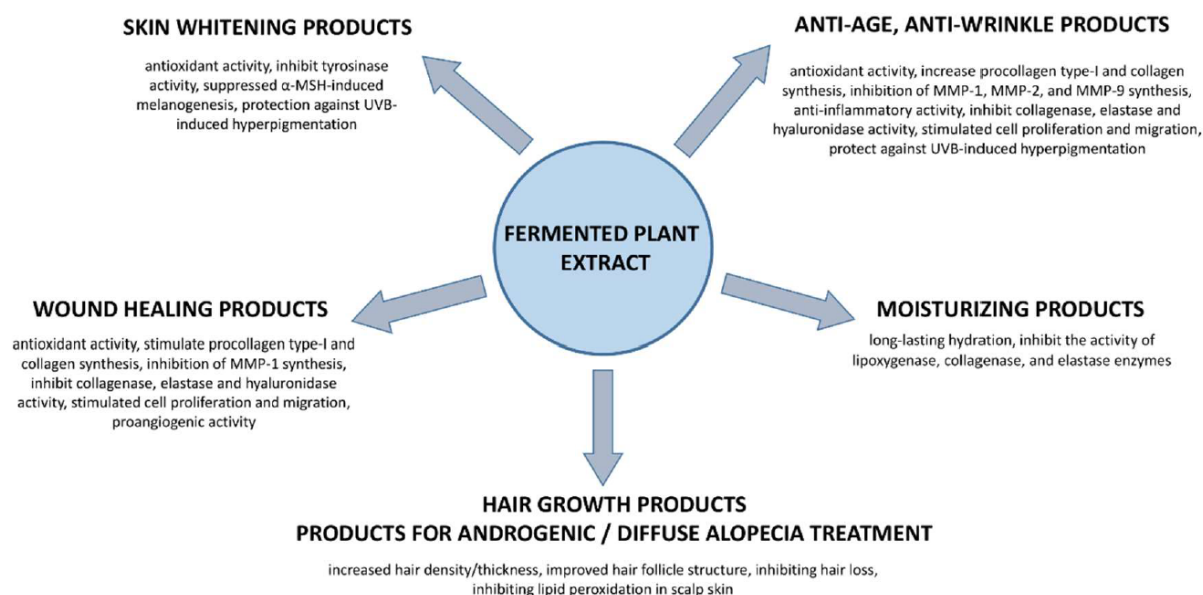 SKIN WHITENING PRODUCTS
antioxidant activity, inhibit tyrosinase
activity, suppressed α-MSH-induced
melanogenesis, protection against UVB-
induced hyperpigmentation
ANTI-AGE, ANTI-WRINKLE PRODUCTS
antioxidant activity, increase procollagen type-I and collagen
synthesis, inhibition of MMP-1, MMP-2, and MMP-9 synthesis,
anti-inflammatory activity, inhibit collagenase, elastase and
hyaluronidase activity, stimulated cell proliferation and migration,
protect against UVB-induced hyperpigmentation
FERMENTED PLANT
EXTRACT
WOUND HEALING PRODUCTS
antioxidant activity, stimulate procollagen type-I and
collagen synthesis, inhibition of MMP-1 synthesis,
inhibit collagenase, elastase and hyaluronidase
activity, stimulated cell proliferation and migration,
proangiogenic activity
MOISTURIZING PRODUCTS
long-lasting hydration, inhibit the activity of
lipoxygenase, collagenase, and elastase enzymes
HAIR GROWTH PRODUCTS
PRODUCTS FOR ANDROGENIC / DIFFUSE ALOPECIA TREATMENT
increased hair density/thickness, improved hair follicle structure, inhibiting hair loss,
inhibiting lipid peroxidation in scalp skin